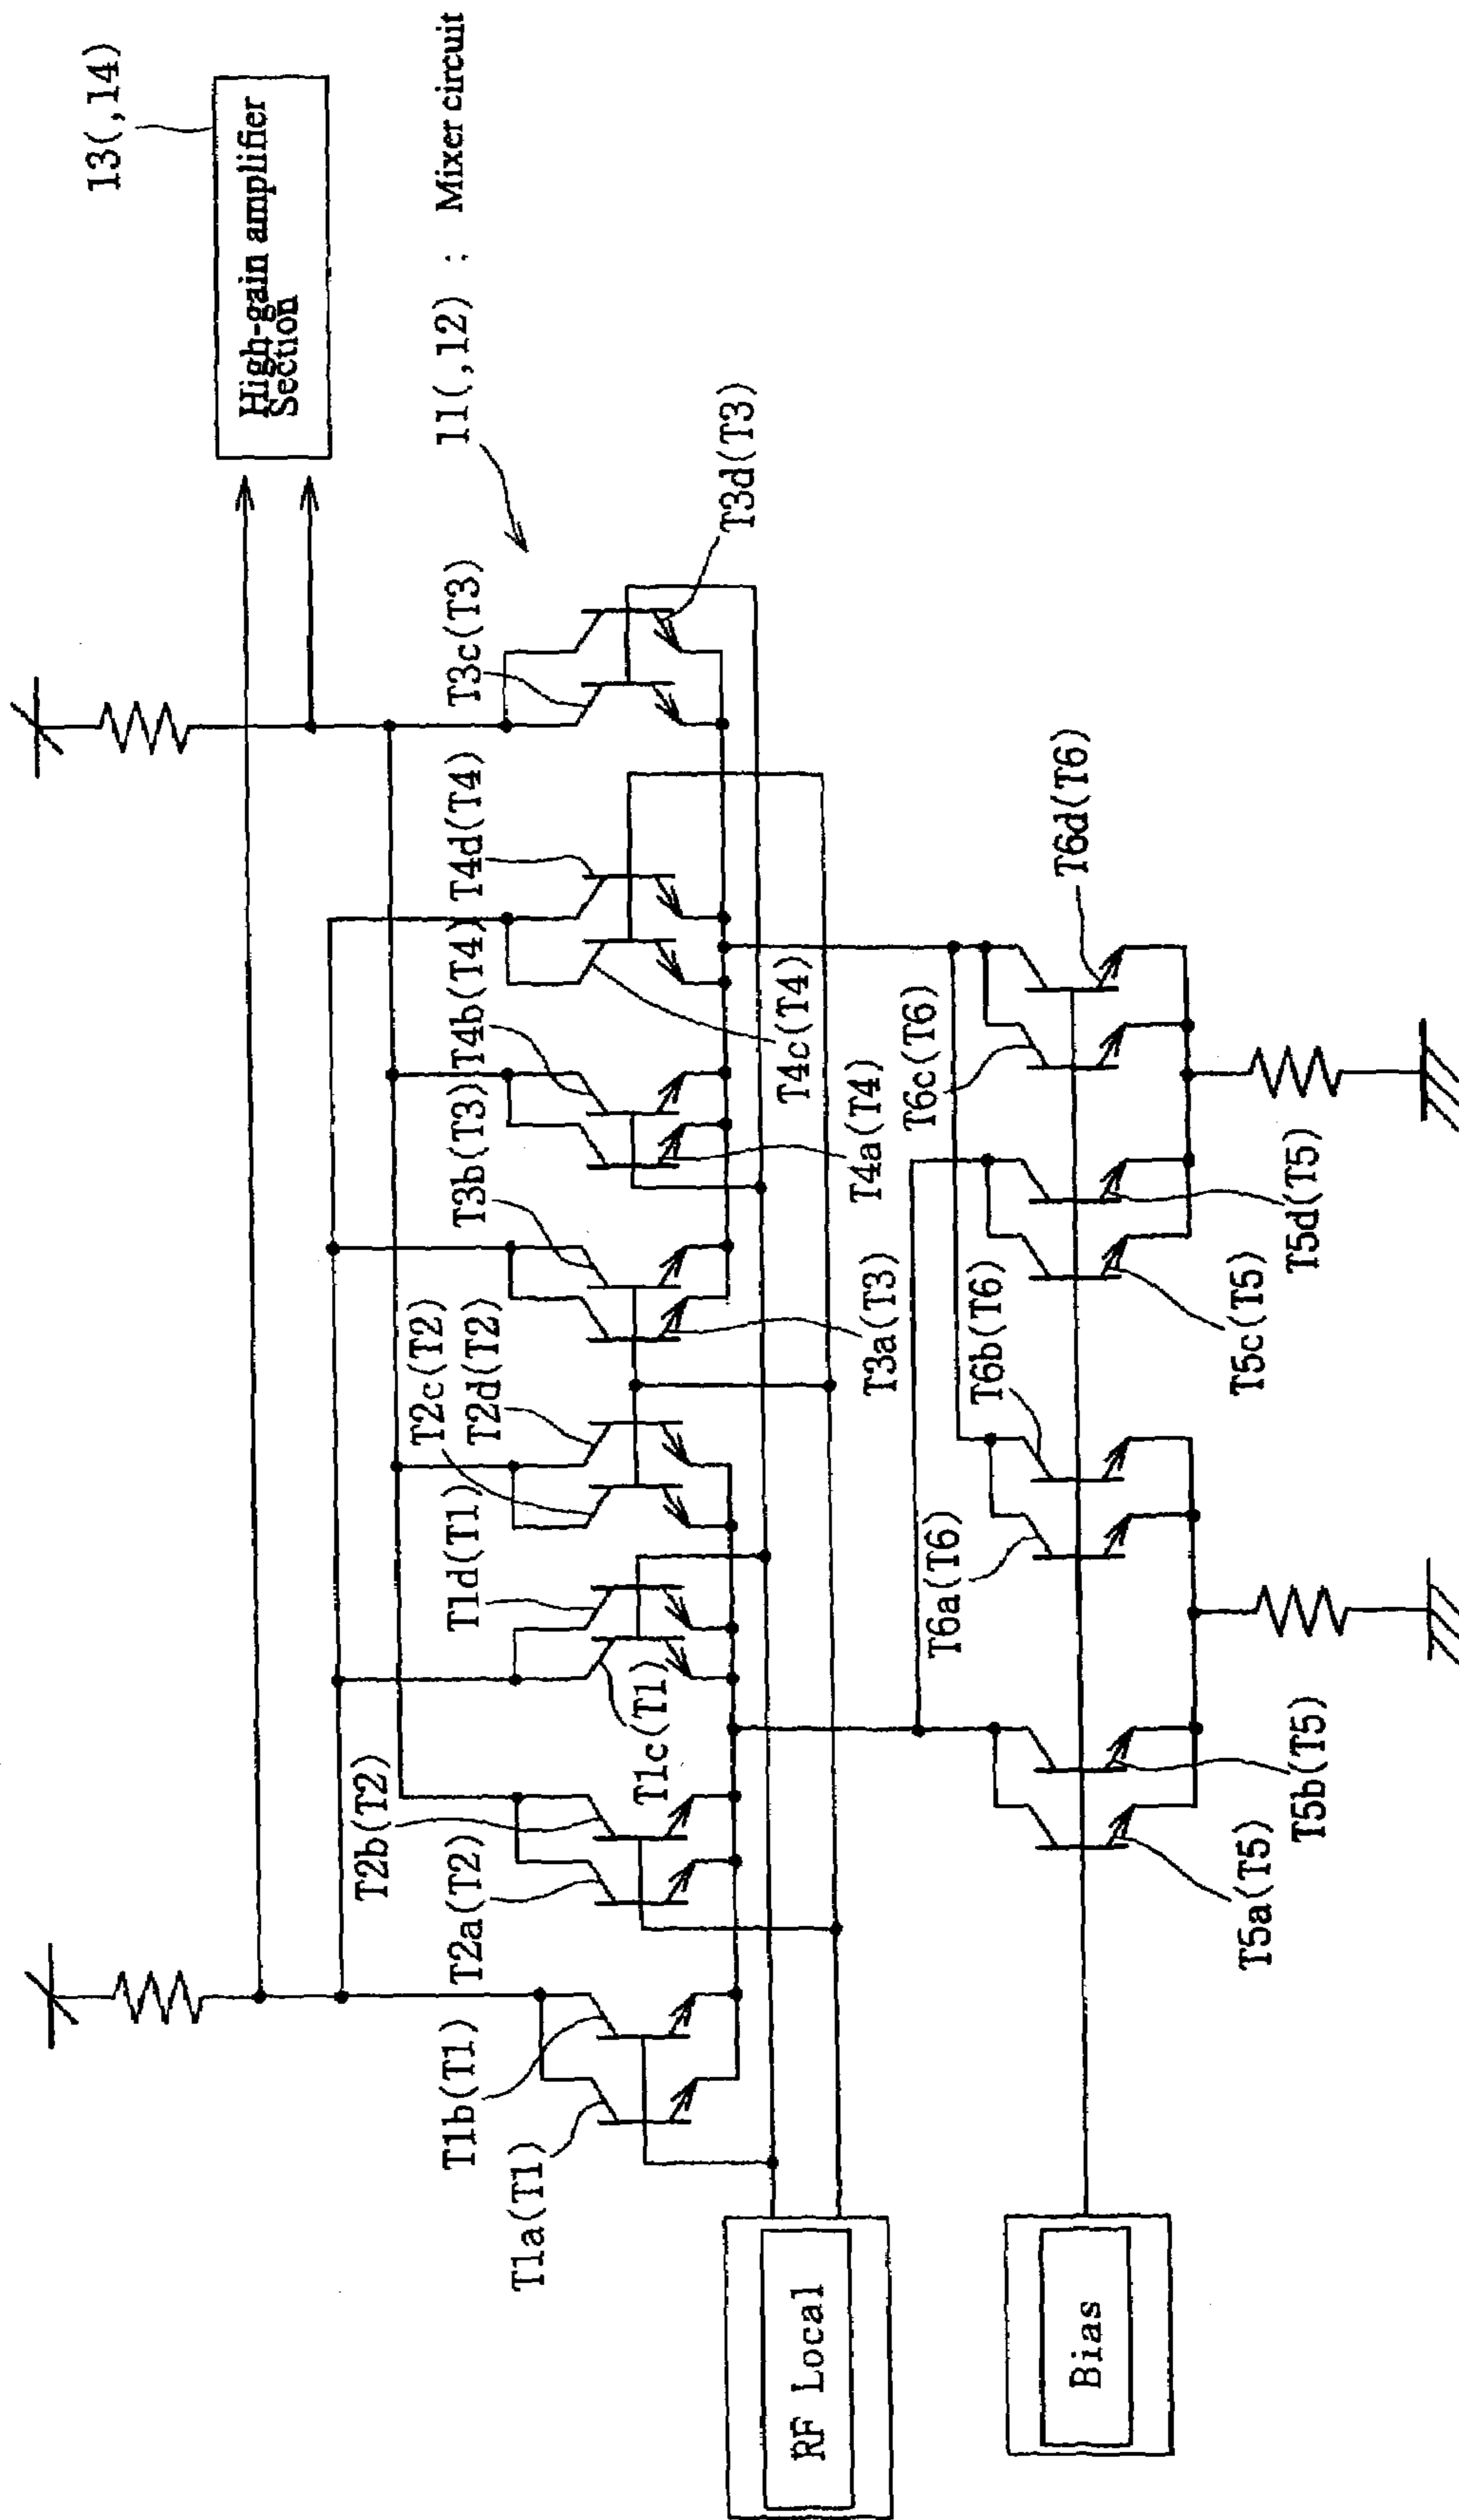 13(,14)
High-gain amplifier
Section
11(,12) : Mixer circuit
T1a(T1)
T1b(T1)
T2a(T2)
T2b(T2)
T1c(T1)
T1d(T1)
T2c(T2)
T2d(T2)
T3a(T3)
T3b(T3)
T4a(T4)
T4b(T4)
T4c(T4)
T4d(T4)
T3c(T3)
T3d(T3)
RF Local
T5a(T5)
T5b(T5)
T6a(T6)
T6b(T6)
T5c(T5)
T5d(T5)
T6c(T6)
T6d(T6)
Bias